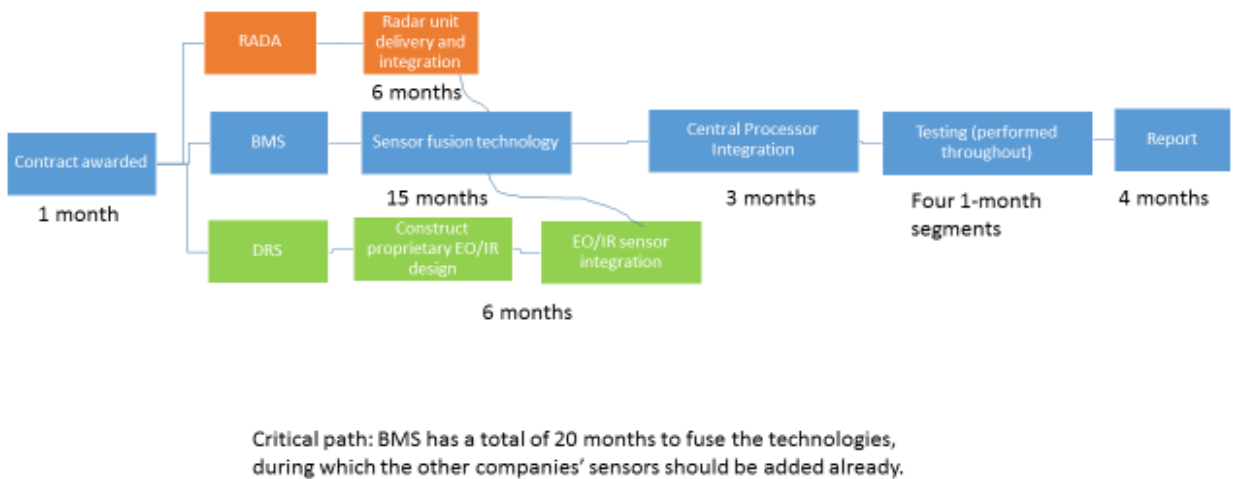 RADA
Radar unit
delivery and
integration
6 months
Contract awarded
1 month
BMS
Sensor fusion technology
15 months
Central Processor
Integration
3 months
Testing (performed
throughout)
Four 1-month
segments
Report
4 months
DRS
Construct
proprietary EO/IR
design
EO/IR sensor
integration
6 months
Critical path: BMS has a total of 20 months to fuse the technologies,
during which the other companies’ sensors should be added already.